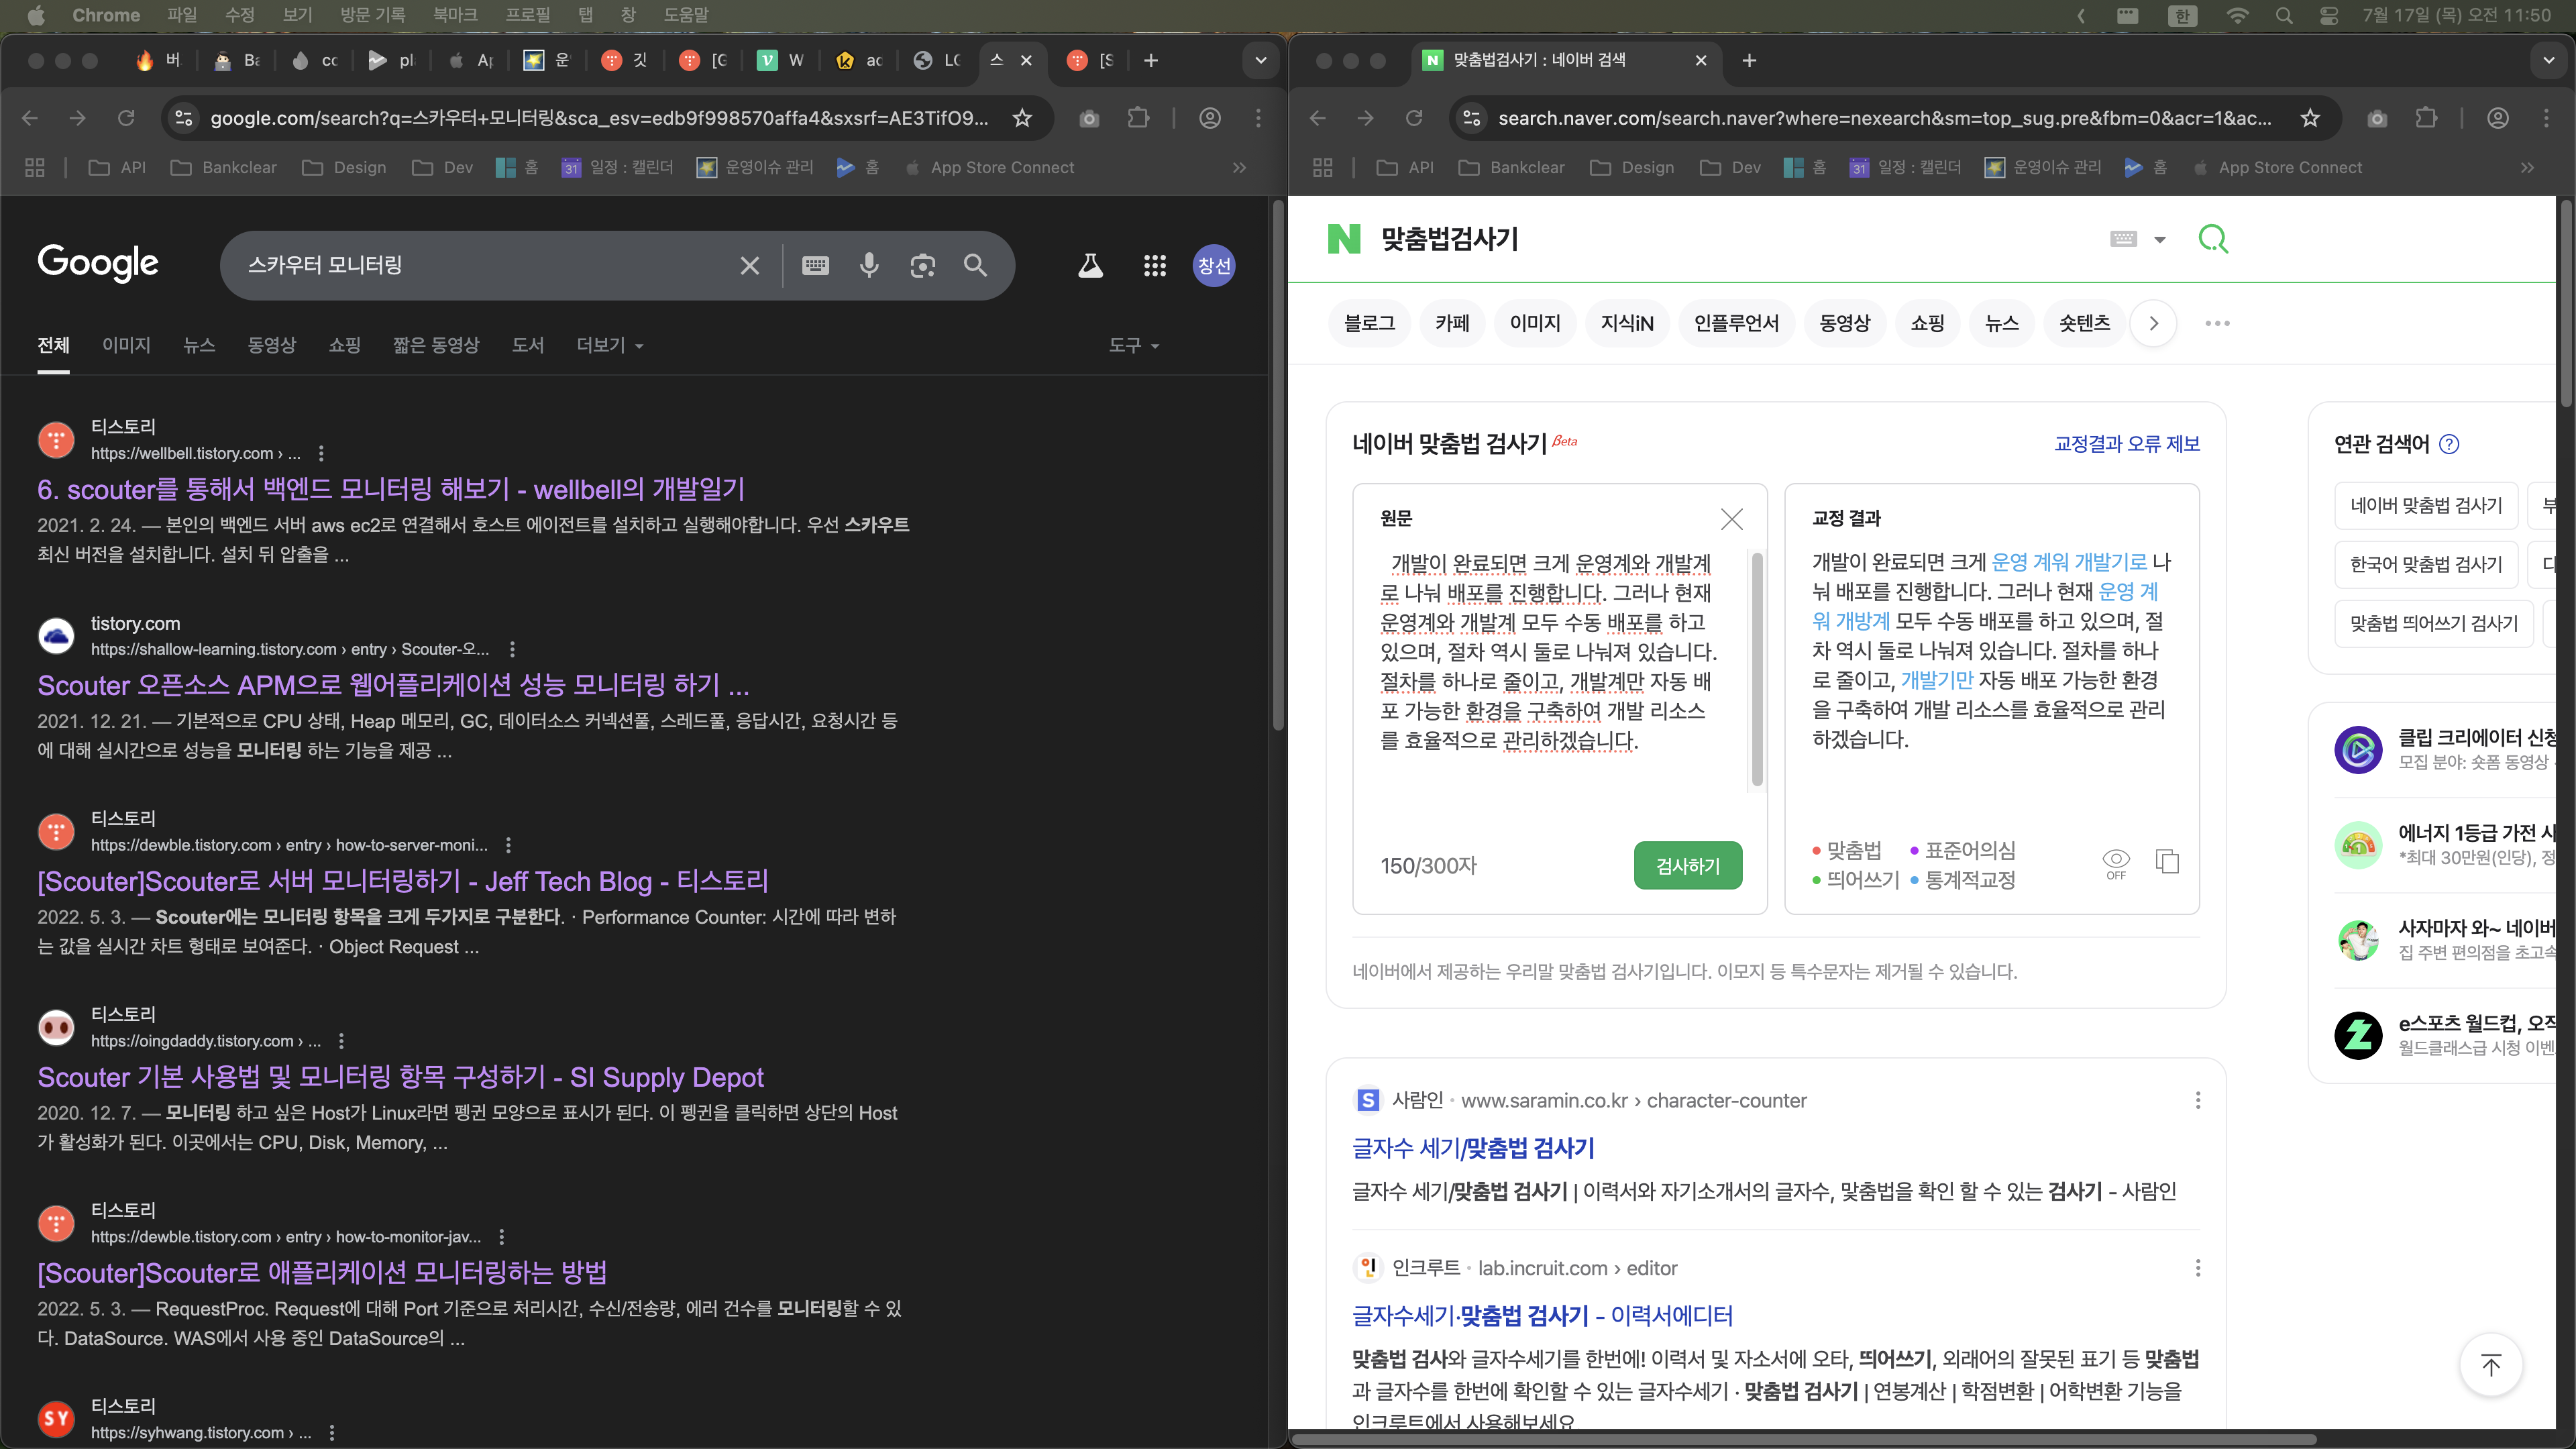 Chrome 파일 수정 보기 방문 기록 북마크 프로필 탭 창 도움말 한 7월 17일 (목) 오전 11:50
버 Ba cc pl Ap 운 깃 [G W ac LC 스 [S
google.com/search?q=스카우터+모니터링&sca_esv=edb9f998570affa4&sxsrf=AE3TifO9...
API Bankclear Design Dev 홈 31 일정 : 캘린더 운영이슈 관리 홈 App Store Connect
Google 스카우터 모니터링 창선
전체 이미지 뉴스 동영상 쇼핑 짧은 동영상 도서 더보기 도구
티스토리
https://wellbell.tistory.com › ...
6. scouter를 통해서 백엔드 모니터링 해보기 - wellbell의 개발일기
2021. 2. 24. — 본인의 백엔드 서버 aws ec2로 연결해서 호스트 에이전트를 설치하고 실행해야합니다. 우선 스카우트
최신 버전을 설치합니다. 설치 뒤 압출을 ...
tistory.com
https://shallow-learning.tistory.com › entry › Scouter-오...
Scouter 오픈소스 APM으로 웹어플리케이션 성능 모니터링 하기 ...
2021. 12. 21. — 기본적으로 CPU 상태, Heap 메모리, GC, 데이터소스 커넥션풀, 스레드풀, 응답시간, 요청시간 등
에 대해 실시간으로 성능을 모니터링 하는 기능을 제공 ...
티스토리
https://dewble.tistory.com › entry › how-to-server-moni...
[Scouter]Scouter로 서버 모니터링하기 - Jeff Tech Blog - 티스토리
2022. 5. 3. — Scouter에는 모니터링 항목을 크게 두가지로 구분한다. · Performance Counter: 시간에 따라 변하
는 값을 실시간 차트 형태로 보여준다. · Object Request ...
티스토리
https://oingdaddy.tistory.com › ...
Scouter 기본 사용법 및 모니터링 항목 구성하기 - SI Supply Depot
2020. 12. 7. — 모니터링 하고 싶은 Host가 Linux라면 펭귄 모양으로 표시가 된다. 이 펭귄을 클릭하면 상단의 Host
가 활성화가 된다. 이곳에서는 CPU, Disk, Memory, ...
티스토리
https://dewble.tistory.com › entry › how-to-monitor-jav...
[Scouter]Scouter로 애플리케이션 모니터링하는 방법
2022. 5. 3. — RequestProc. Request에 대해 Port 기준으로 처리시간, 수신/전송량, 에러 건수를 모니터링할 수 있
다. DataSource. WAS에서 사용 중인 DataSource의 ...
SY 티스토리
https://syhwang.tistory.com › ...
맞춤법검사기 : 네이버 검색
search.naver.com/search.naver?where=nexearch&sm=top_sug.pre&fbm=0&acr=1&ac...
API Bankclear Design Dev 홈 31 일정 : 캘린더 운영이슈 관리 홈 App Store Connect
N 맞춤법검사기
블로그 카페 이미지 지식iN 인플루언서 동영상 쇼핑 뉴스 숏텐츠
네이버 맞춤법 검사기 Beta 교정결과 오류 제보
원문
개발이 완료되면 크게 운영계와 개발계
로 나눠 배포를 진행합니다. 그러나 현재
운영계와 개발계 모두 수동 배포를 하고
있으며, 절차 역시 둘로 나눠져 있습니다.
절차를 하나로 줄이고, 개발계만 자동 배
포 가능한 환경을 구축하여 개발 리소스
를 효율적으로 관리하겠습니다.
150/300자 검사하기
교정 결과
개발이 완료되면 크게 운영 계워 개발기로 나
눠 배포를 진행합니다. 그러나 현재 운영 계
워 개방계 모두 수동 배포를 하고 있으며, 절
차 역시 둘로 나눠져 있습니다. 절차를 하나
로 줄이고, 개발기만 자동 배포 가능한 환경
을 구축하여 개발 리소스를 효율적으로 관리
하겠습니다.
맞춤법 표준어의심
띄어쓰기 통계적교정
OFF
네이버에서 제공하는 우리말 맞춤법 검사기입니다. 이모지 등 특수문자는 제거될 수 있습니다.
S 사람인 · www.saramin.co.kr › character-counter
글자수 세기/맞춤법 검사기
글자수 세기/맞춤법 검사기 | 이력서와 자기소개서의 글자수, 맞춤법을 확인 할 수 있는 검사기 - 사람인
인크루트 · lab.incruit.com › editor
글자수세기·맞춤법 검사기 - 이력서에디터
맞춤법 검사와 글자수세기를 한번에! 이력서 및 자소서에 오타, 띄어쓰기, 외래어의 잘못된 표기 등 맞춤법
과 글자수를 한번에 확인할 수 있는 글자수세기 · 맞춤법 검사기 | 연봉계산 | 학점변환 | 어학변환 기능을
인크루트에서 사용해보세요
연관 검색어 ?
네이버 맞춤법 검사기 부
한국어 맞춤법 검사기
맞춤법 띄어쓰기 검사기
클립 크리에이터 신청
모집 분야: 숏폼 동영상
에너지 1등급 가전 사
*최대 30만원(인당), 정
사자마자 와~ 네이버
집 주변 편의점을 초고속
e스포츠 월드컵, 오직
월드클래스급 시청 이벤